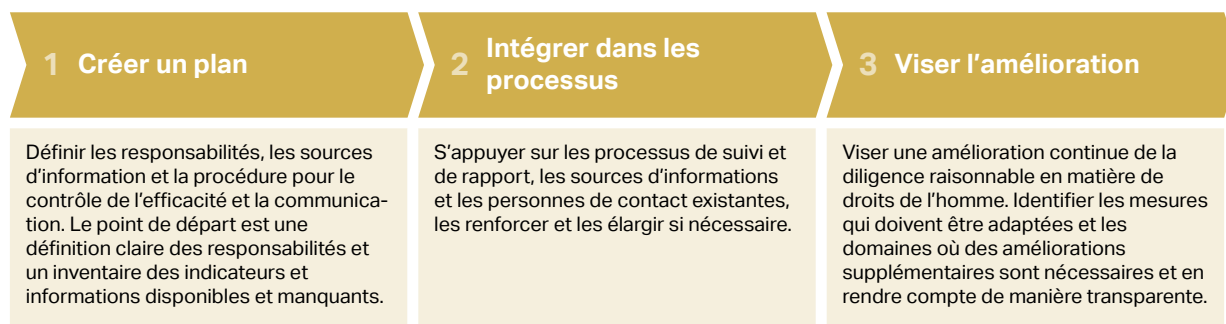 1 Créer un plan
Définir les responsabilités, les sources
d'information et la procédure pour le
contrôle de l'efficacité et la communica-
tion. Le point de départ est une
définition claire des responsabilités et
un inventaire des indicateurs et
informations disponibles et manquants.
2 Intégrer dans les
processus
S'appuyer sur les processus de suivi et
de rapport, les sources d'informations
et les personnes de contact existantes,
les renforcer et les élargir si nécessaire.
3 Viser l'amélioration
Viser une amélioration continue de la
diligence raisonnable en matière de
droits de l'homme. Identifier les mesures
qui doivent être adaptées et les
domaines où des améliorations
supplémentaires sont nécessaires et en
rendre compte de manière transparente.